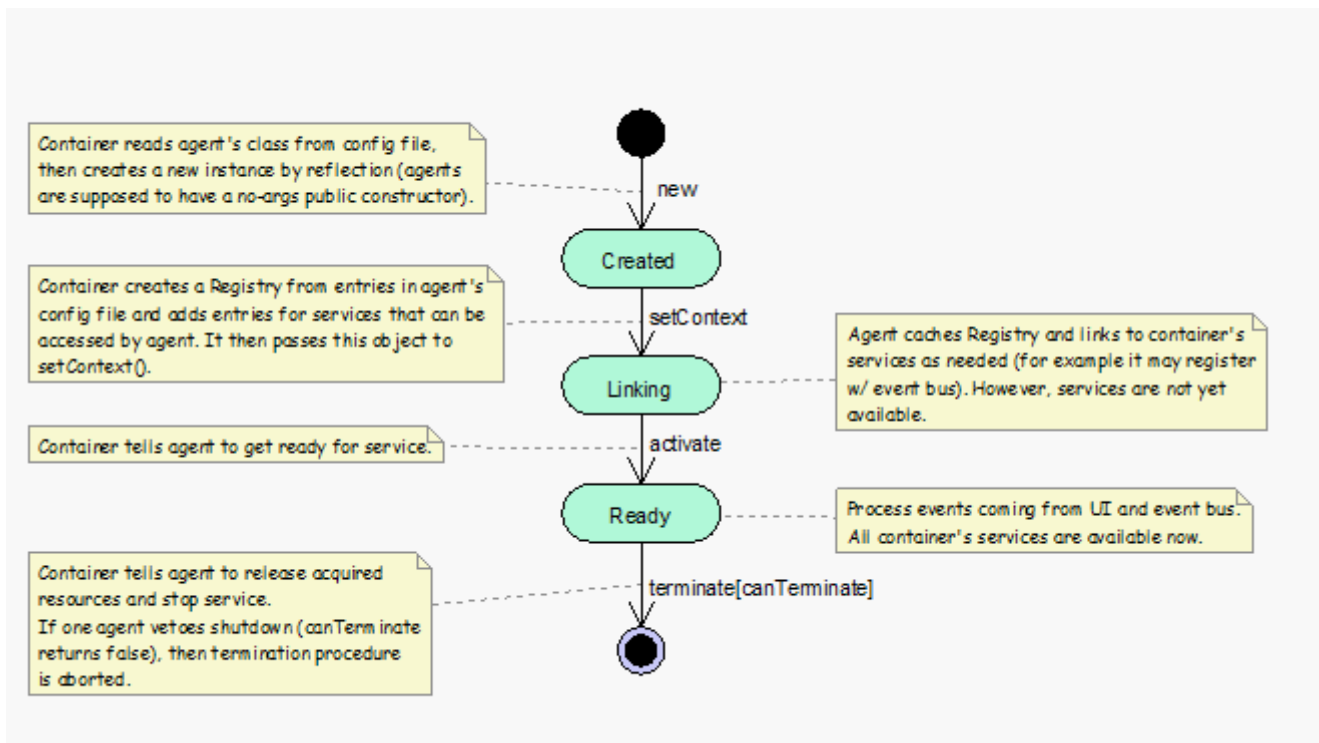 Container reads agent's class from config file,
then creates a new instance by reflection (agents
are supposed to have a no-args public constructor).
new
Created
Container creates a Registry from entries in agent's
config file and adds entries for services that can be
accessed by agent. It then passes this object to
setContext().
setContext
Agent caches Registry and links to container's
services as needed (for example it may register
w/ event bus). However, services are not yet
available.
Linking
Container tells agent to get ready for service.
activate
Ready
Process events coming from UI and event bus.
All container's services are available now.
Container tells agent to release acquired
resources and stop service.
If one agent vetoes shutdown (canTerminate
returns false), then termination procedure
is aborted.
terminate[canTerminate]